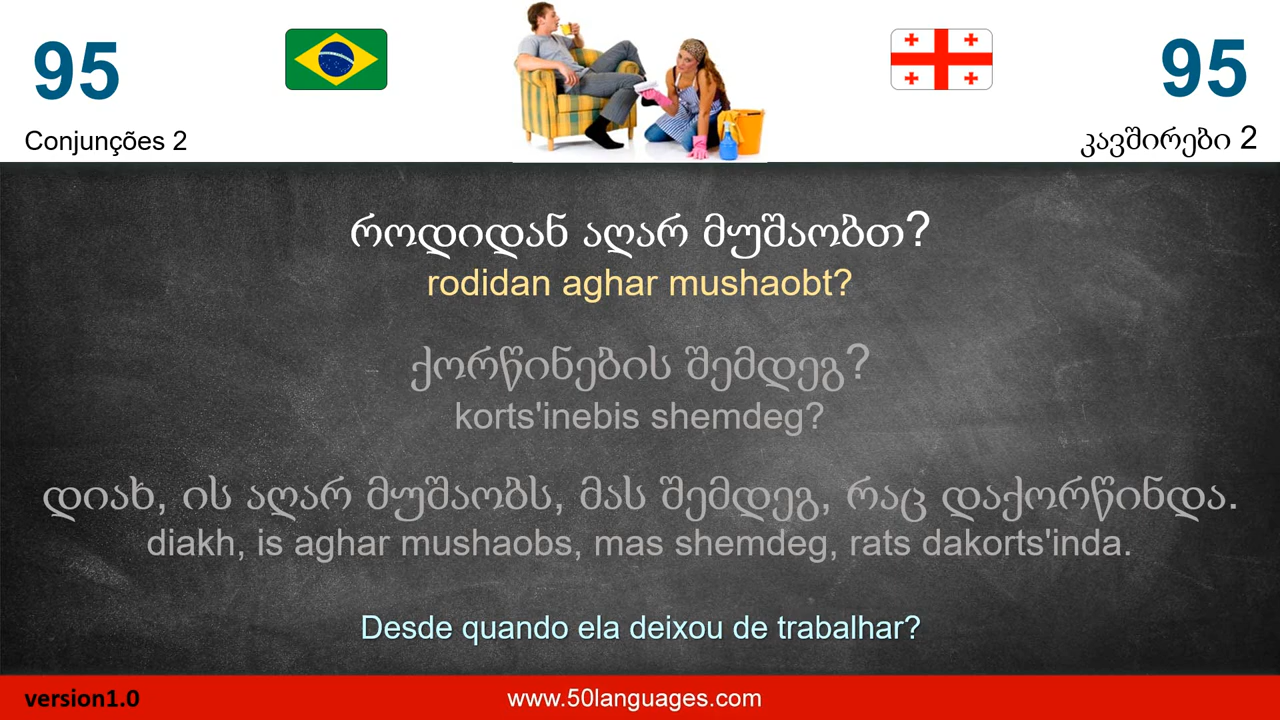 95
95
Conjunções 2
კავშირები 2
როდიდან აღარ მუშაობთ?
rodidan aghar mushaobt?
ქორწინების შემდეგ?
korts'inebis shemdeg?
დიახ, ის აღარ მუშაობს, მას შემდეგ, რაც დაქორწინდა.
diakh, is aghar mushaobs, mas shemdeg, rats dakorts'inda.
Desde quando ela deixou de trabalhar?
version1.0
www.50languages.com